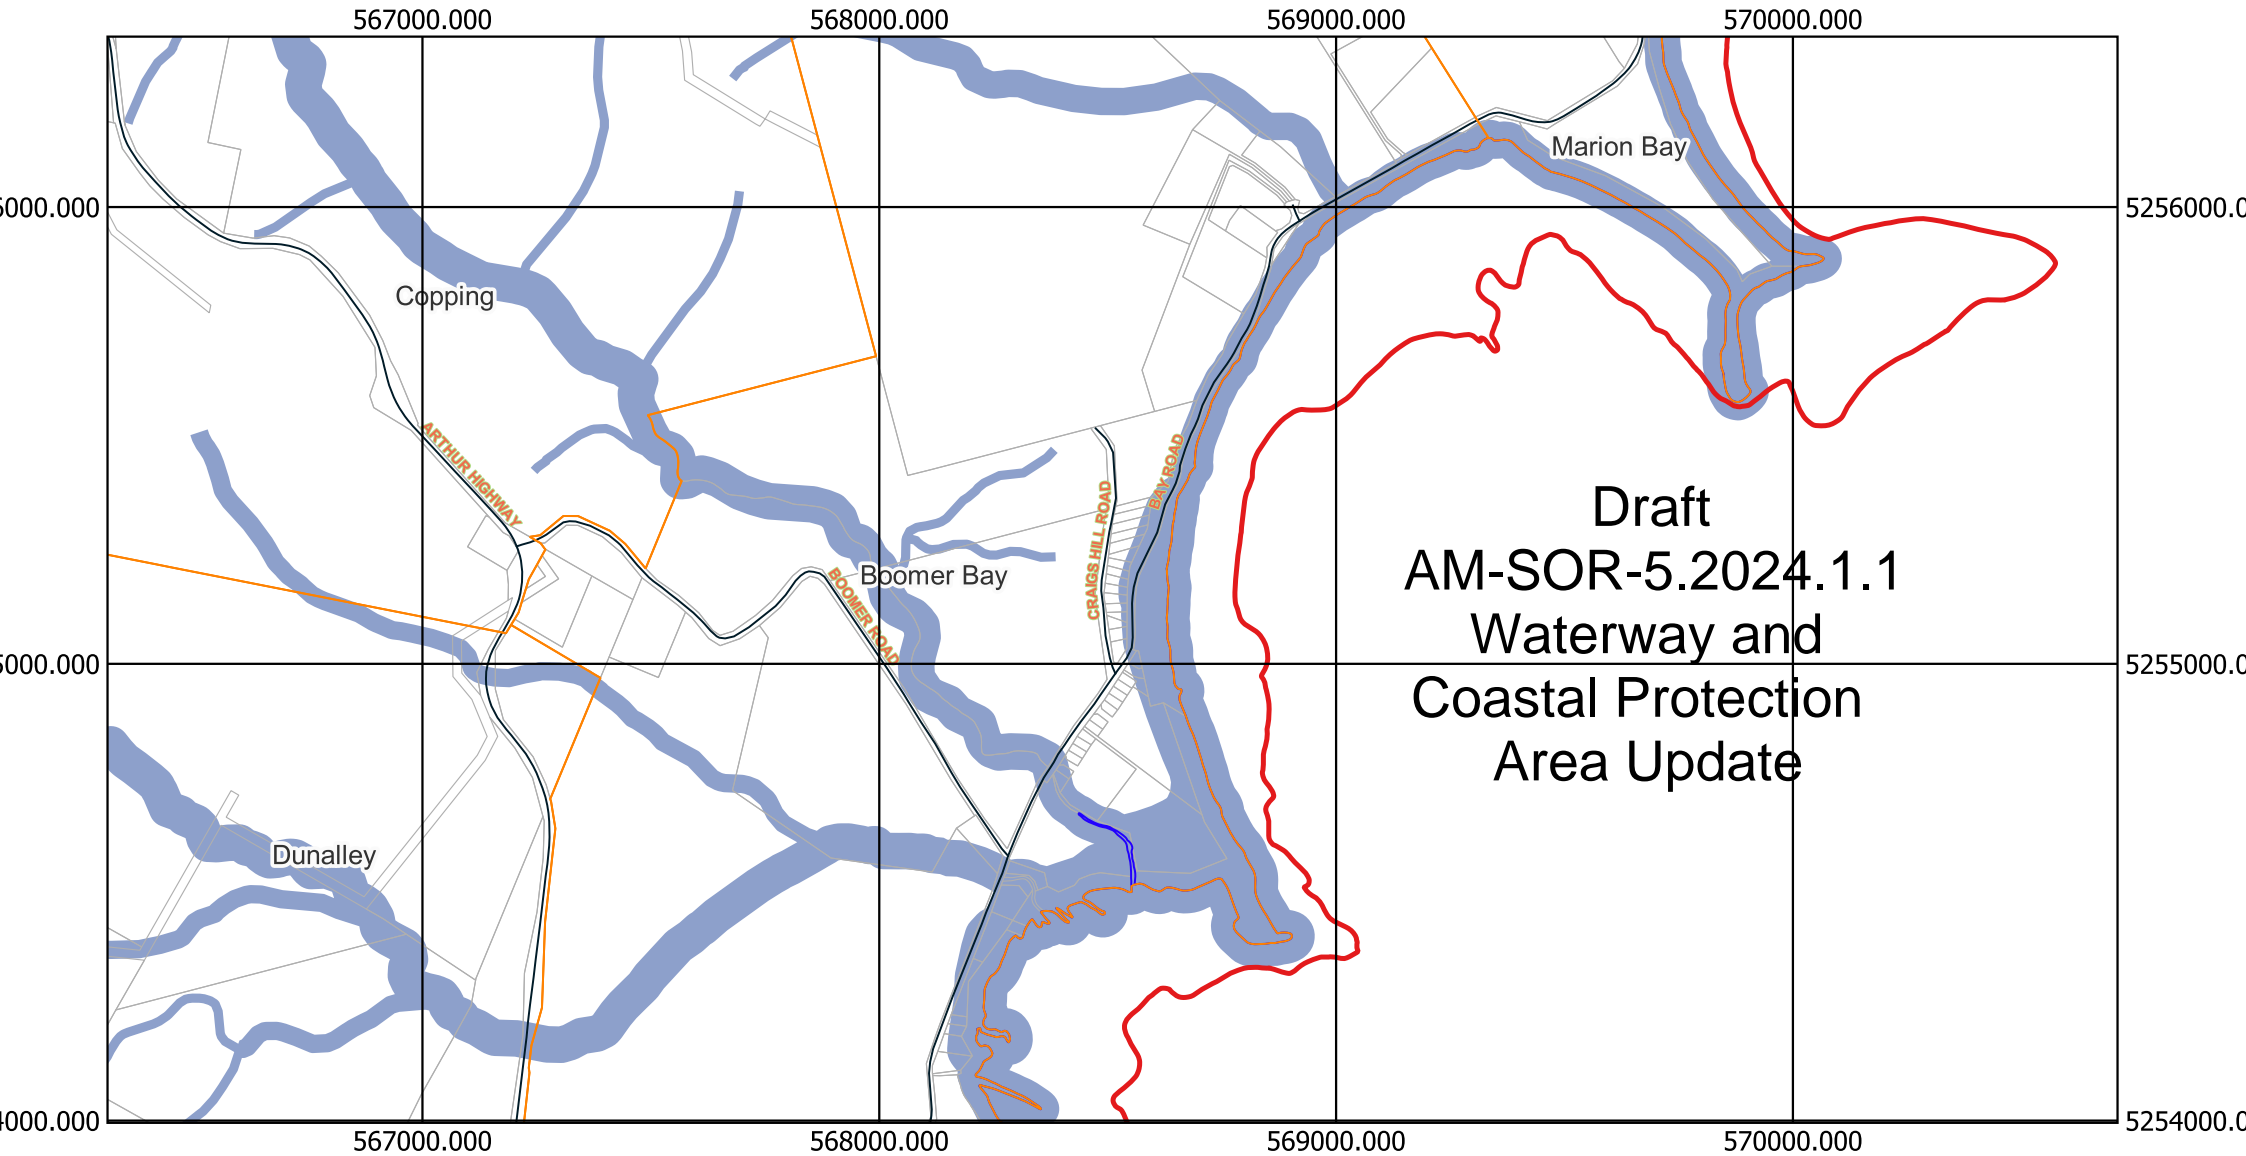 567000.000
568000.000
569000.000
570000.000
Marion Bay
5000.000
5256000.0
Copping
ARTHUR HIGHWAY
BAY ROAD
CRAIGS HILL ROAD
Draft
AM-SOR-5.2024.1.1
Waterway and
Coastal Protection
Area Update
Boomer Bay
BOOMER ROAD
5000.000
5255000.0
Dunalley
4000.000
5254000.0
567000.000
568000.000
569000.000
570000.000